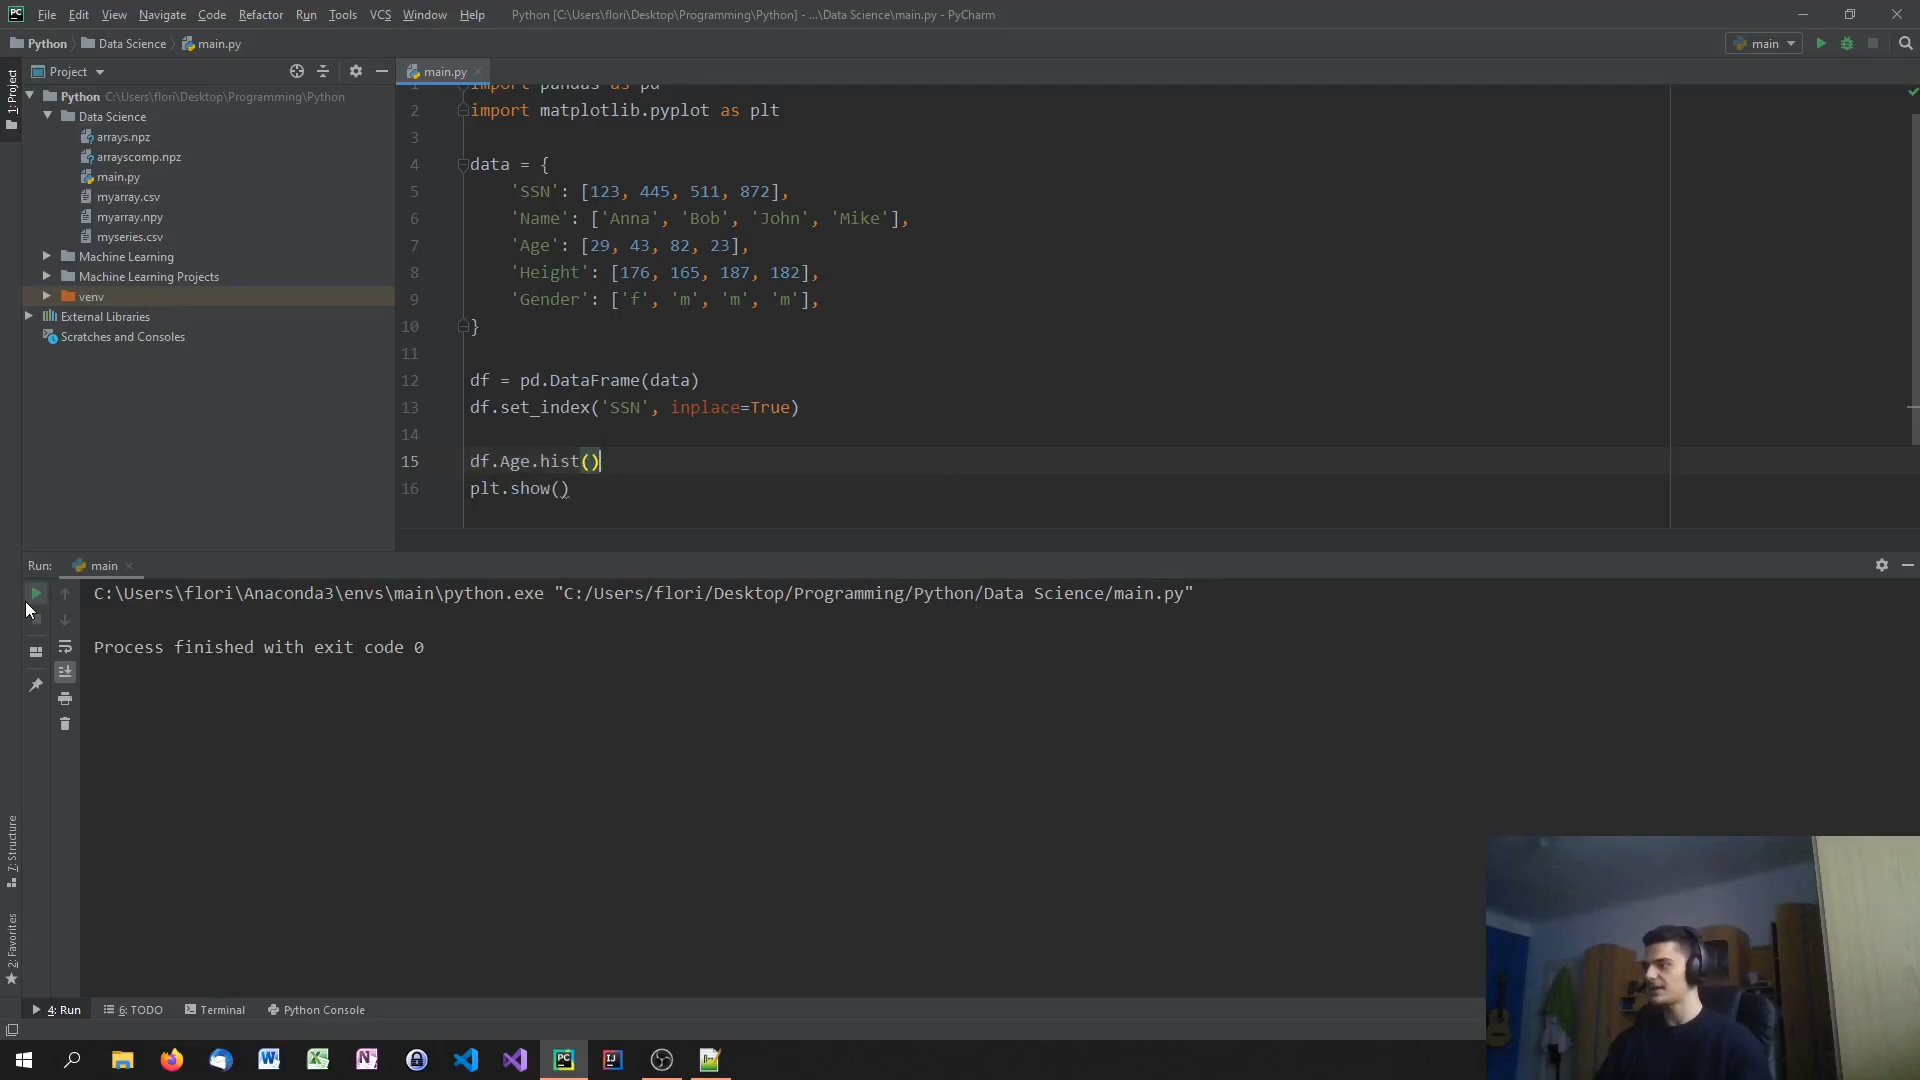 File Edit View Navigate Code Refactor Run Tools VCS Window Help Python [C:\Users\flori\Desktop\Programming\Python] - ...\Data Science\main.py - PyCharm
Python Data Science main.py main
1: Project
Project main.py
Python C:\Users\flori\Desktop\Programming\Python
Data Science
arrays.npz
arrayscomp.npz
main.py
myarray.csv
myarray.npy
myseries.csv
Machine Learning
Machine Learning Projects
venv
External Libraries
Scratches and Consoles
1 import pandas as pd
2 import matplotlib.pyplot as plt
3
4 data = {
5 'SSN': [123, 445, 511, 872],
6 'Name': ['Anna', 'Bob', 'John', 'Mike'],
7 'Age': [29, 43, 82, 23],
8 'Height': [176, 165, 187, 182],
9 'Gender': ['f', 'm', 'm', 'm'],
10 }
11
12 df = pd.DataFrame(data)
13 df.set_index('SSN', inplace=True)
14
15 df.Age.hist()
16 plt.show()
Run: main
C:\Users\flori\Anaconda3\envs\main\python.exe "C:/Users/flori/Desktop/Programming/Python/Data Science/main.py"
Process finished with exit code 0
7: Structure
2: Favorites
4: Run 6: TODO Terminal Python Console